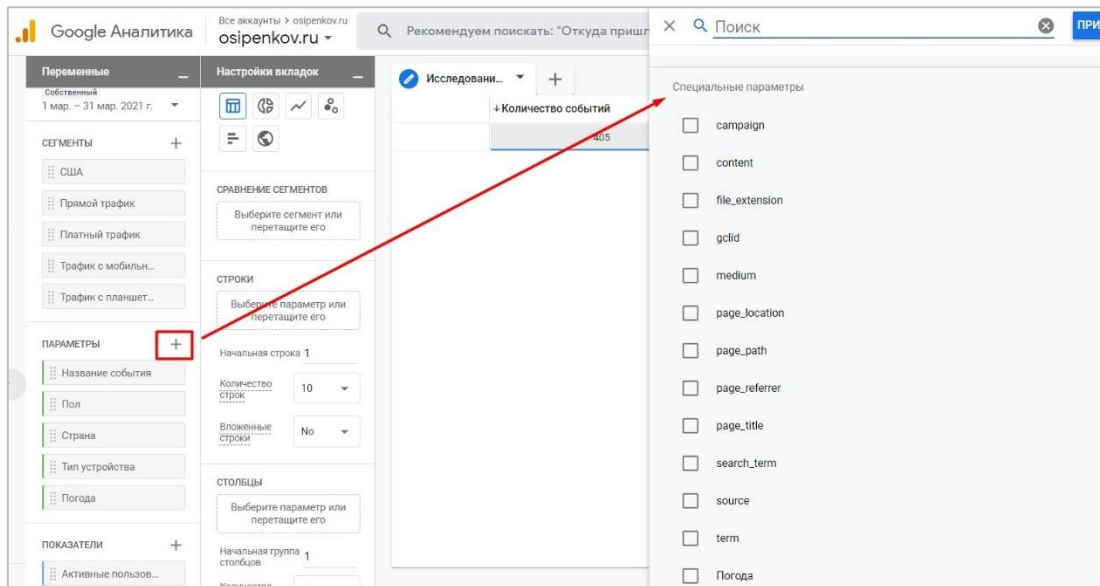 Google Аналитика
Все аккаунты > osipenkov.ru
osipenkov.ru
Рекомендуем поискать: "Откуда пришл
Поиск
ПРИ
Переменные
Собственный
1 мар. – 31 мар. 2021 г.
СЕГМЕНТЫ
США
Прямой трафик
Платный трафик
Трафик с мобильн...
Трафик с планшет...
ПАРАМЕТРЫ
Название события
Пол
Страна
Тип устройства
Погода
ПОКАЗАТЕЛИ
Активные пользов...
Настройки вкладок
СРАВНЕНИЕ СЕГМЕНТОВ
Выберите сегмент или
перетащите его
СТРОКИ
Выберите параметр или
перетащите его
Начальная строка 1
Количество
строк
10
Вложенные
строки
No
СТОЛБЦЫ
Выберите параметр или
перетащите его
Начальная группа
столбцов
1
Количество
Исследовани...
↓Количество событий
405
Специальные параметры
campaign
content
file_extension
gclid
medium
page_location
page_path
page_referrer
page_title
search_term
source
term
Погода